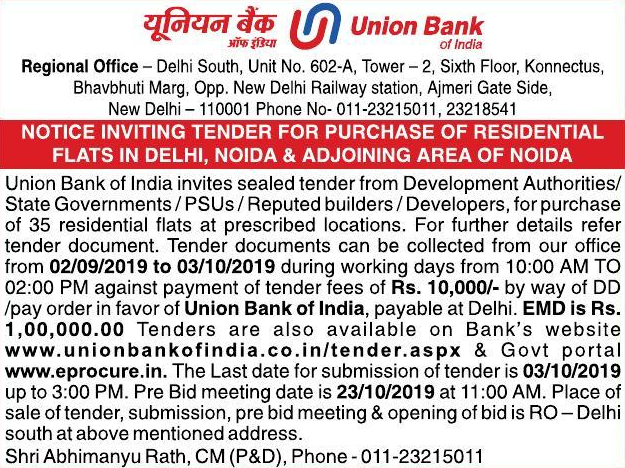 यूनियन बैंक Union Bank
ऑफ इंडिया of India
Regional Office – Delhi South, Unit No. 602-A, Tower – 2, Sixth Floor, Konnectus,
Bhavbhuti Marg, Opp. New Delhi Railway station, Ajmeri Gate Side,
New Delhi – 110001 Phone No- 011-23215011, 23218541
NOTICE INVITING TENDER FOR PURCHASE OF RESIDENTIAL
FLATS IN DELHI, NOIDA & ADJOINING AREA OF NOIDA
Union Bank of India invites sealed tender from Development Authorities/
State Governments / PSUs / Reputed builders / Developers, for purchase
of 35 residential flats at prescribed locations. For further details refer
tender document. Tender documents can be collected from our office
from 02/09/2019 to 03/10/2019 during working days from 10:00 AM TO
02:00 PM against payment of tender fees of Rs. 10,000/- by way of DD
/pay order in favor of Union Bank of India, payable at Delhi. EMD is Rs.
1,00,000.00 Tenders are also available on Bank's website
www.unionbankofindia.co.in/tender.aspx & Govt portal
www.eprocure.in. The Last date for submission of tender is 03/10/2019
up to 3:00 PM. Pre Bid meeting date is 23/10/2019 at 11:00 AM. Place of
sale of tender, submission, pre bid meeting & opening of bid is RO – Delhi
south at above mentioned address.
Shri Abhimanyu Rath, CM (P&D), Phone - 011-23215011